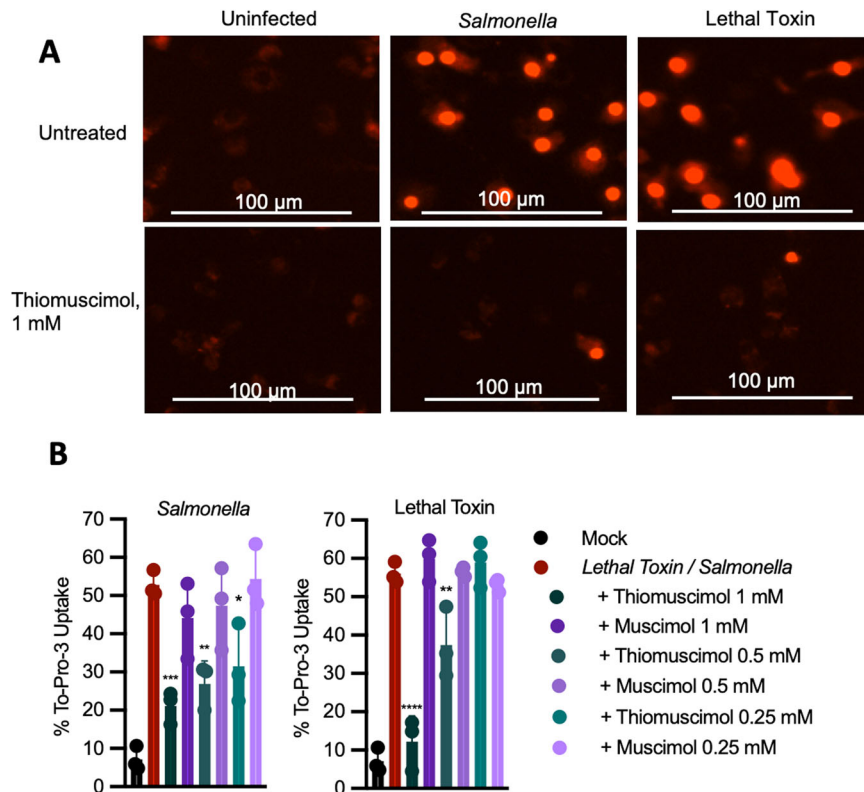 Uninfected Salmonella Lethal Toxin
A
Untreated
100 µm 100 µm 100 µm
Thiomuscimol,
1 mM
100 µm 100 µm 100 µm
B
Salmonella
% To-Pro-3 Uptake
70
60
50
40
30
20
10
0
***
**
*
Lethal Toxin
% To-Pro-3 Uptake
70
60
50
40
30
20
10
0
****
**
Mock
Lethal Toxin / Salmonella
+ Thiomuscimol 1 mM
+ Muscimol 1 mM
+ Thiomuscimol 0.5 mM
+ Muscimol 0.5 mM
+ Thiomuscimol 0.25 mM
+ Muscimol 0.25 mM